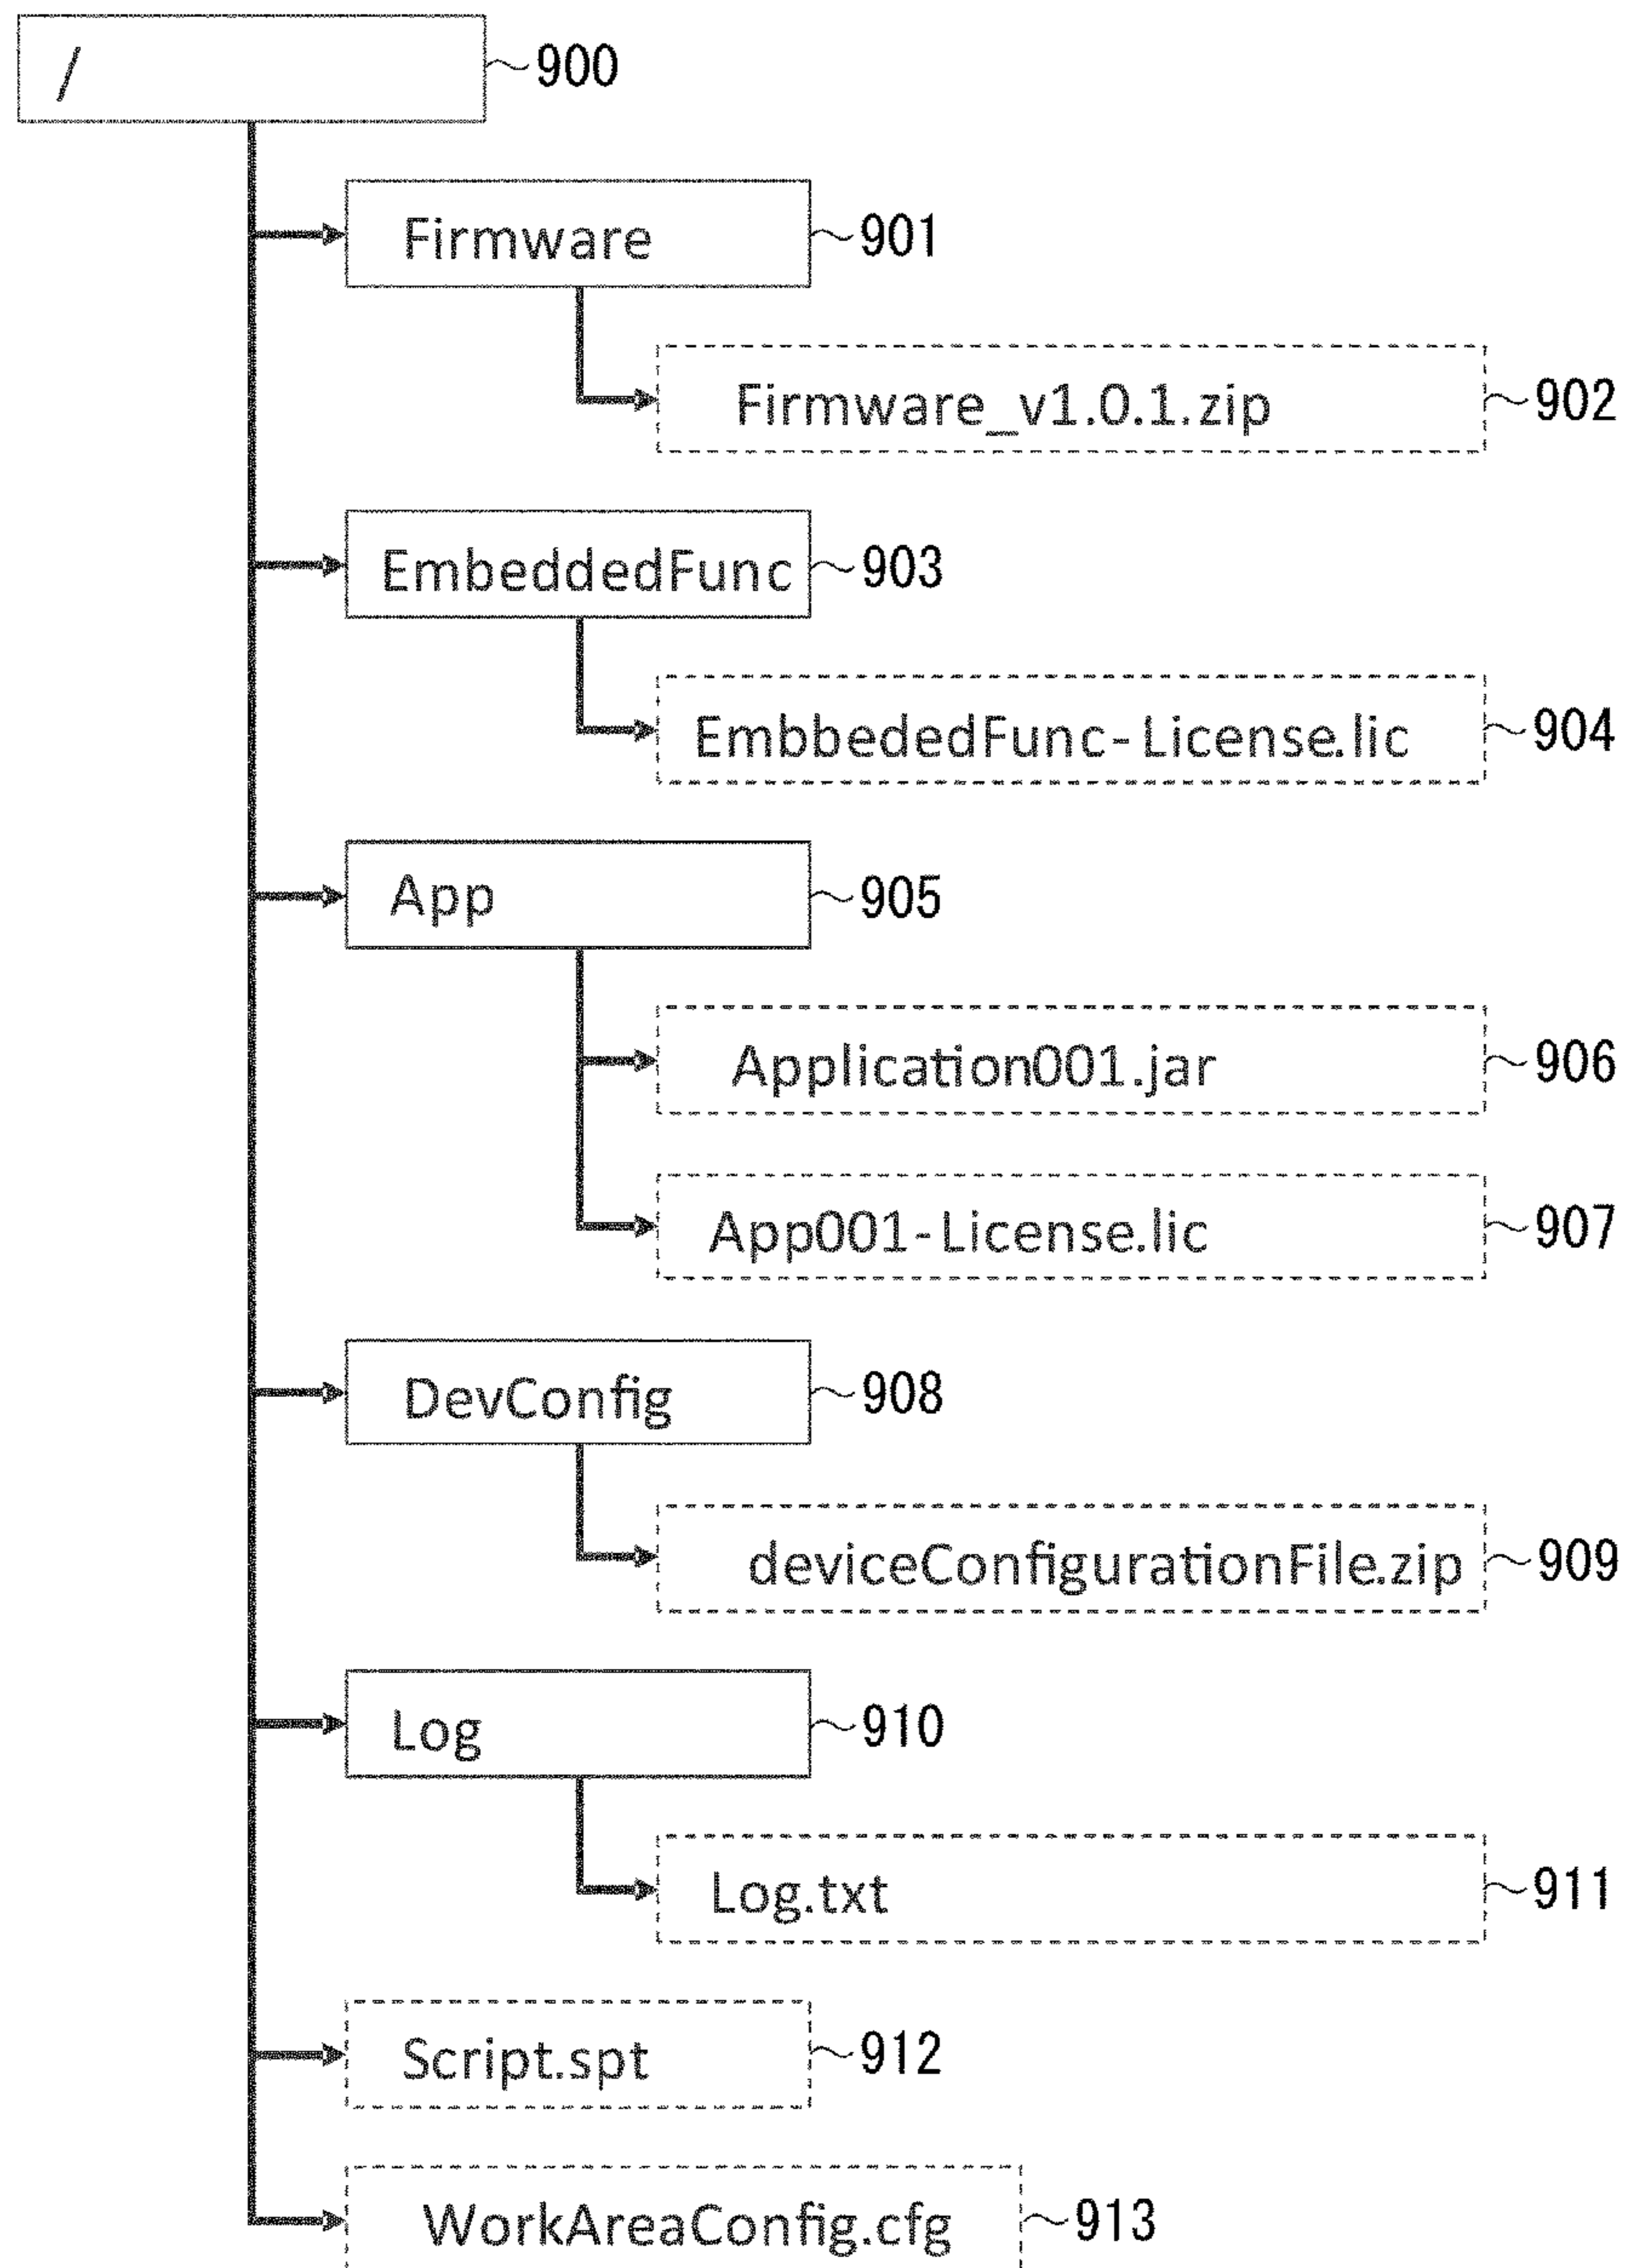 / 900
Firmware 901
Firmware_v1.0.1.zip 902
EmbeddedFunc 903
EmbbededFunc-License.lic 904
App 905
Application001.jar 906
App001-License.lic 907
DevConfig 908
deviceConfigurationFile.zip 909
Log 910
Log.txt 911
Script.spt 912
WorkAreaConfig.cfg 913